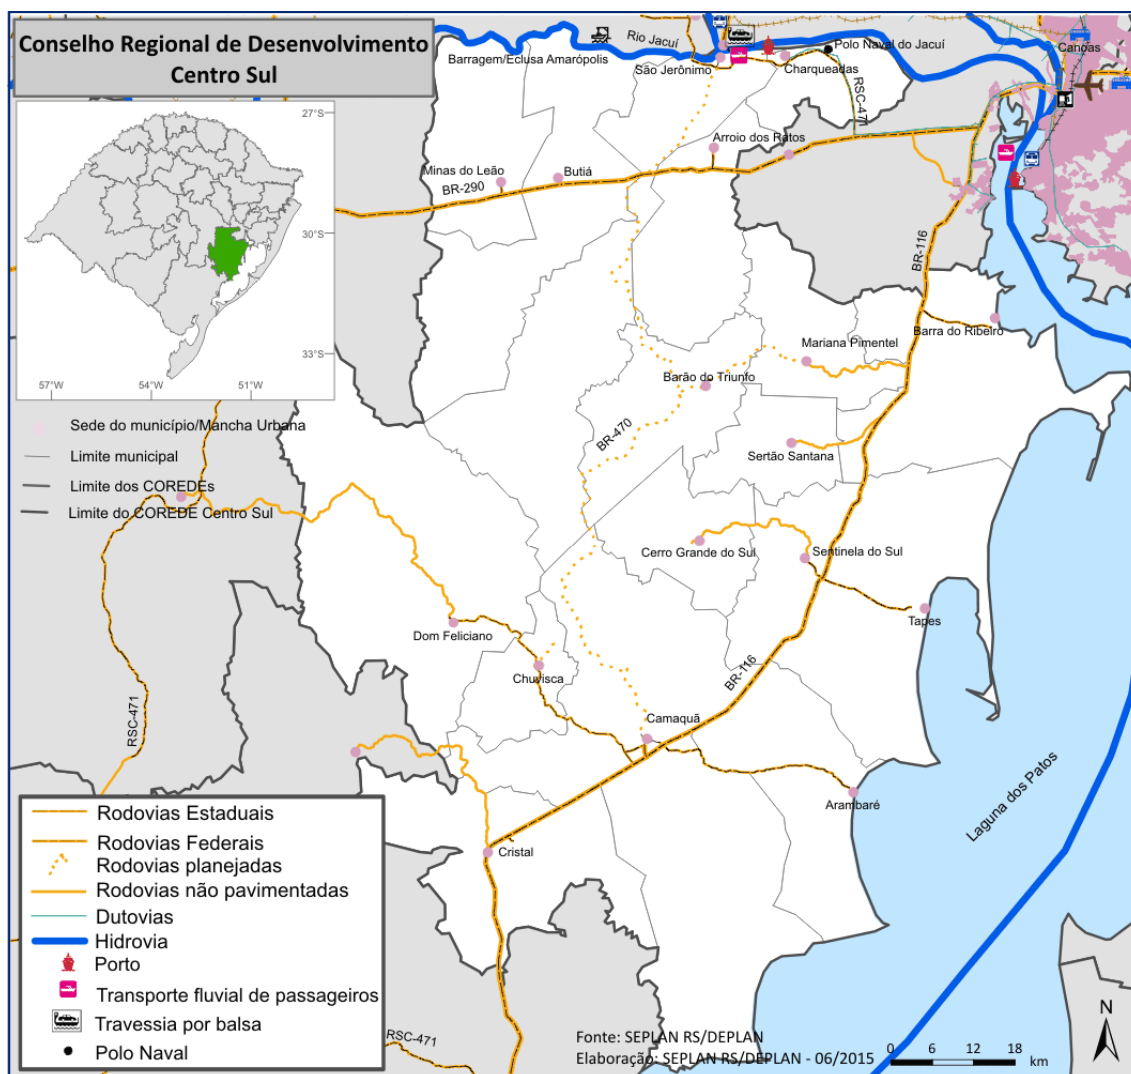 Conselho Regional de Desenvolvimento
Centro Sul
27°S
30°S
33°S
57°W
54°W
51°W
Sede do município/Mancha Urbana
Limite municipal
Limite dos COREDEs
Limite do COREDE Centro Sul
Rio Jacuí
Barragem/Eclusa Amarópolis
São Jerônimo
Charqueadas
Polo Naval do Jacuí
Canoas
RSC-471
Arroio dos Ratos
Minas do Leão
Butiá
BR-290
BR-116
Barra do Ribeiro
Mariana Pimentel
Barão do Triunfo
BR-470
Sertão Santana
Cerro Grande do Sul
Sentinela do Sul
Tapes
Dom Feliciano
Chuvisca
BR-116
Camaquã
RSC-471
Arambaré
Laguna dos Patos
Cristal
RSC-471
Rodovias Estaduais
Rodovias Federais
Rodovias planejadas
Rodovias não pavimentadas
Dutovias
Hidrovia
Porto
Transporte fluvial de passageiros
Travessia por balsa
Polo Naval
Fonte: SEPLAN RS/DEPLAN
Elaboração: SEPLAN RS/DEPLAN - 06/2015
0 6 12 18
km
N